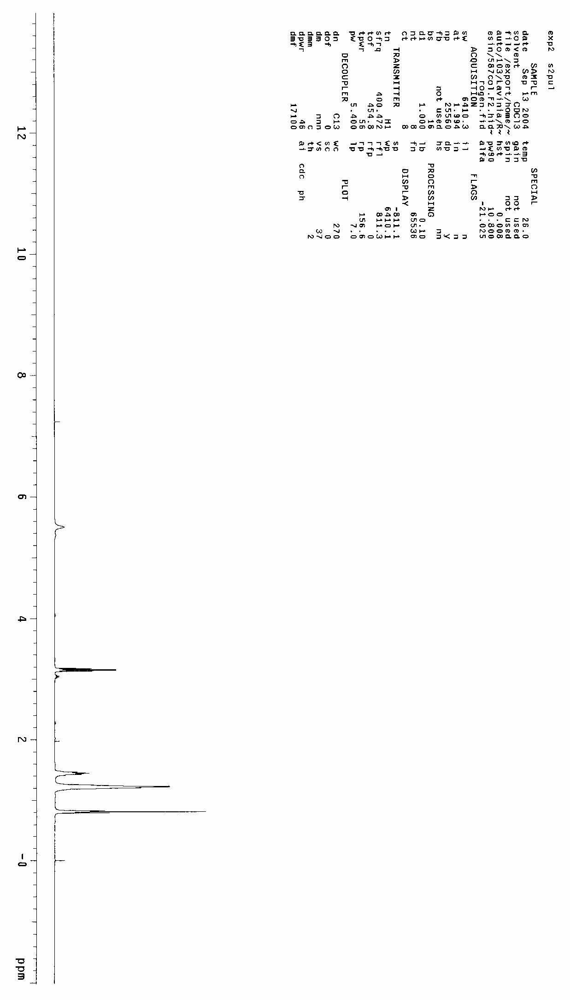 exp2 s2pul
SAMPLE SPECIAL
date Sep 13 2004 temp 26.0
solvent CDCl3 gain not used
file /export/home/~ spin not used
auto/103/Lavinia/R~ hst 0.008
esin/587col.F2.hid~ pw90 10.800
rogen.fid alfa -21.025
ACQUISITION FLAGS
sw 6410.3 il n
at 1.994 in n
np 25560 dp y
fb not used hs nn
bs 16 PROCESSING
d1 1.000 lb 0.10
nt 8 fn 65536
ct 8 DISPLAY
TRANSMITTER sp -811.1
tn H1 wp 6410.1
sfrq 400.472 rfl 811.3
tof 454.8 rfp 0
tpwr 56 rp 156.6
pw 5.400 lp 7.0
DECOUPLER PLOT
dn C13 wc 270
dof 0 sc 0
dm nnn vs 37
dmm c th 2
dpwr 46 ai cdc ph
dmf 17100
12 10 8 6 4 2 -0 ppm